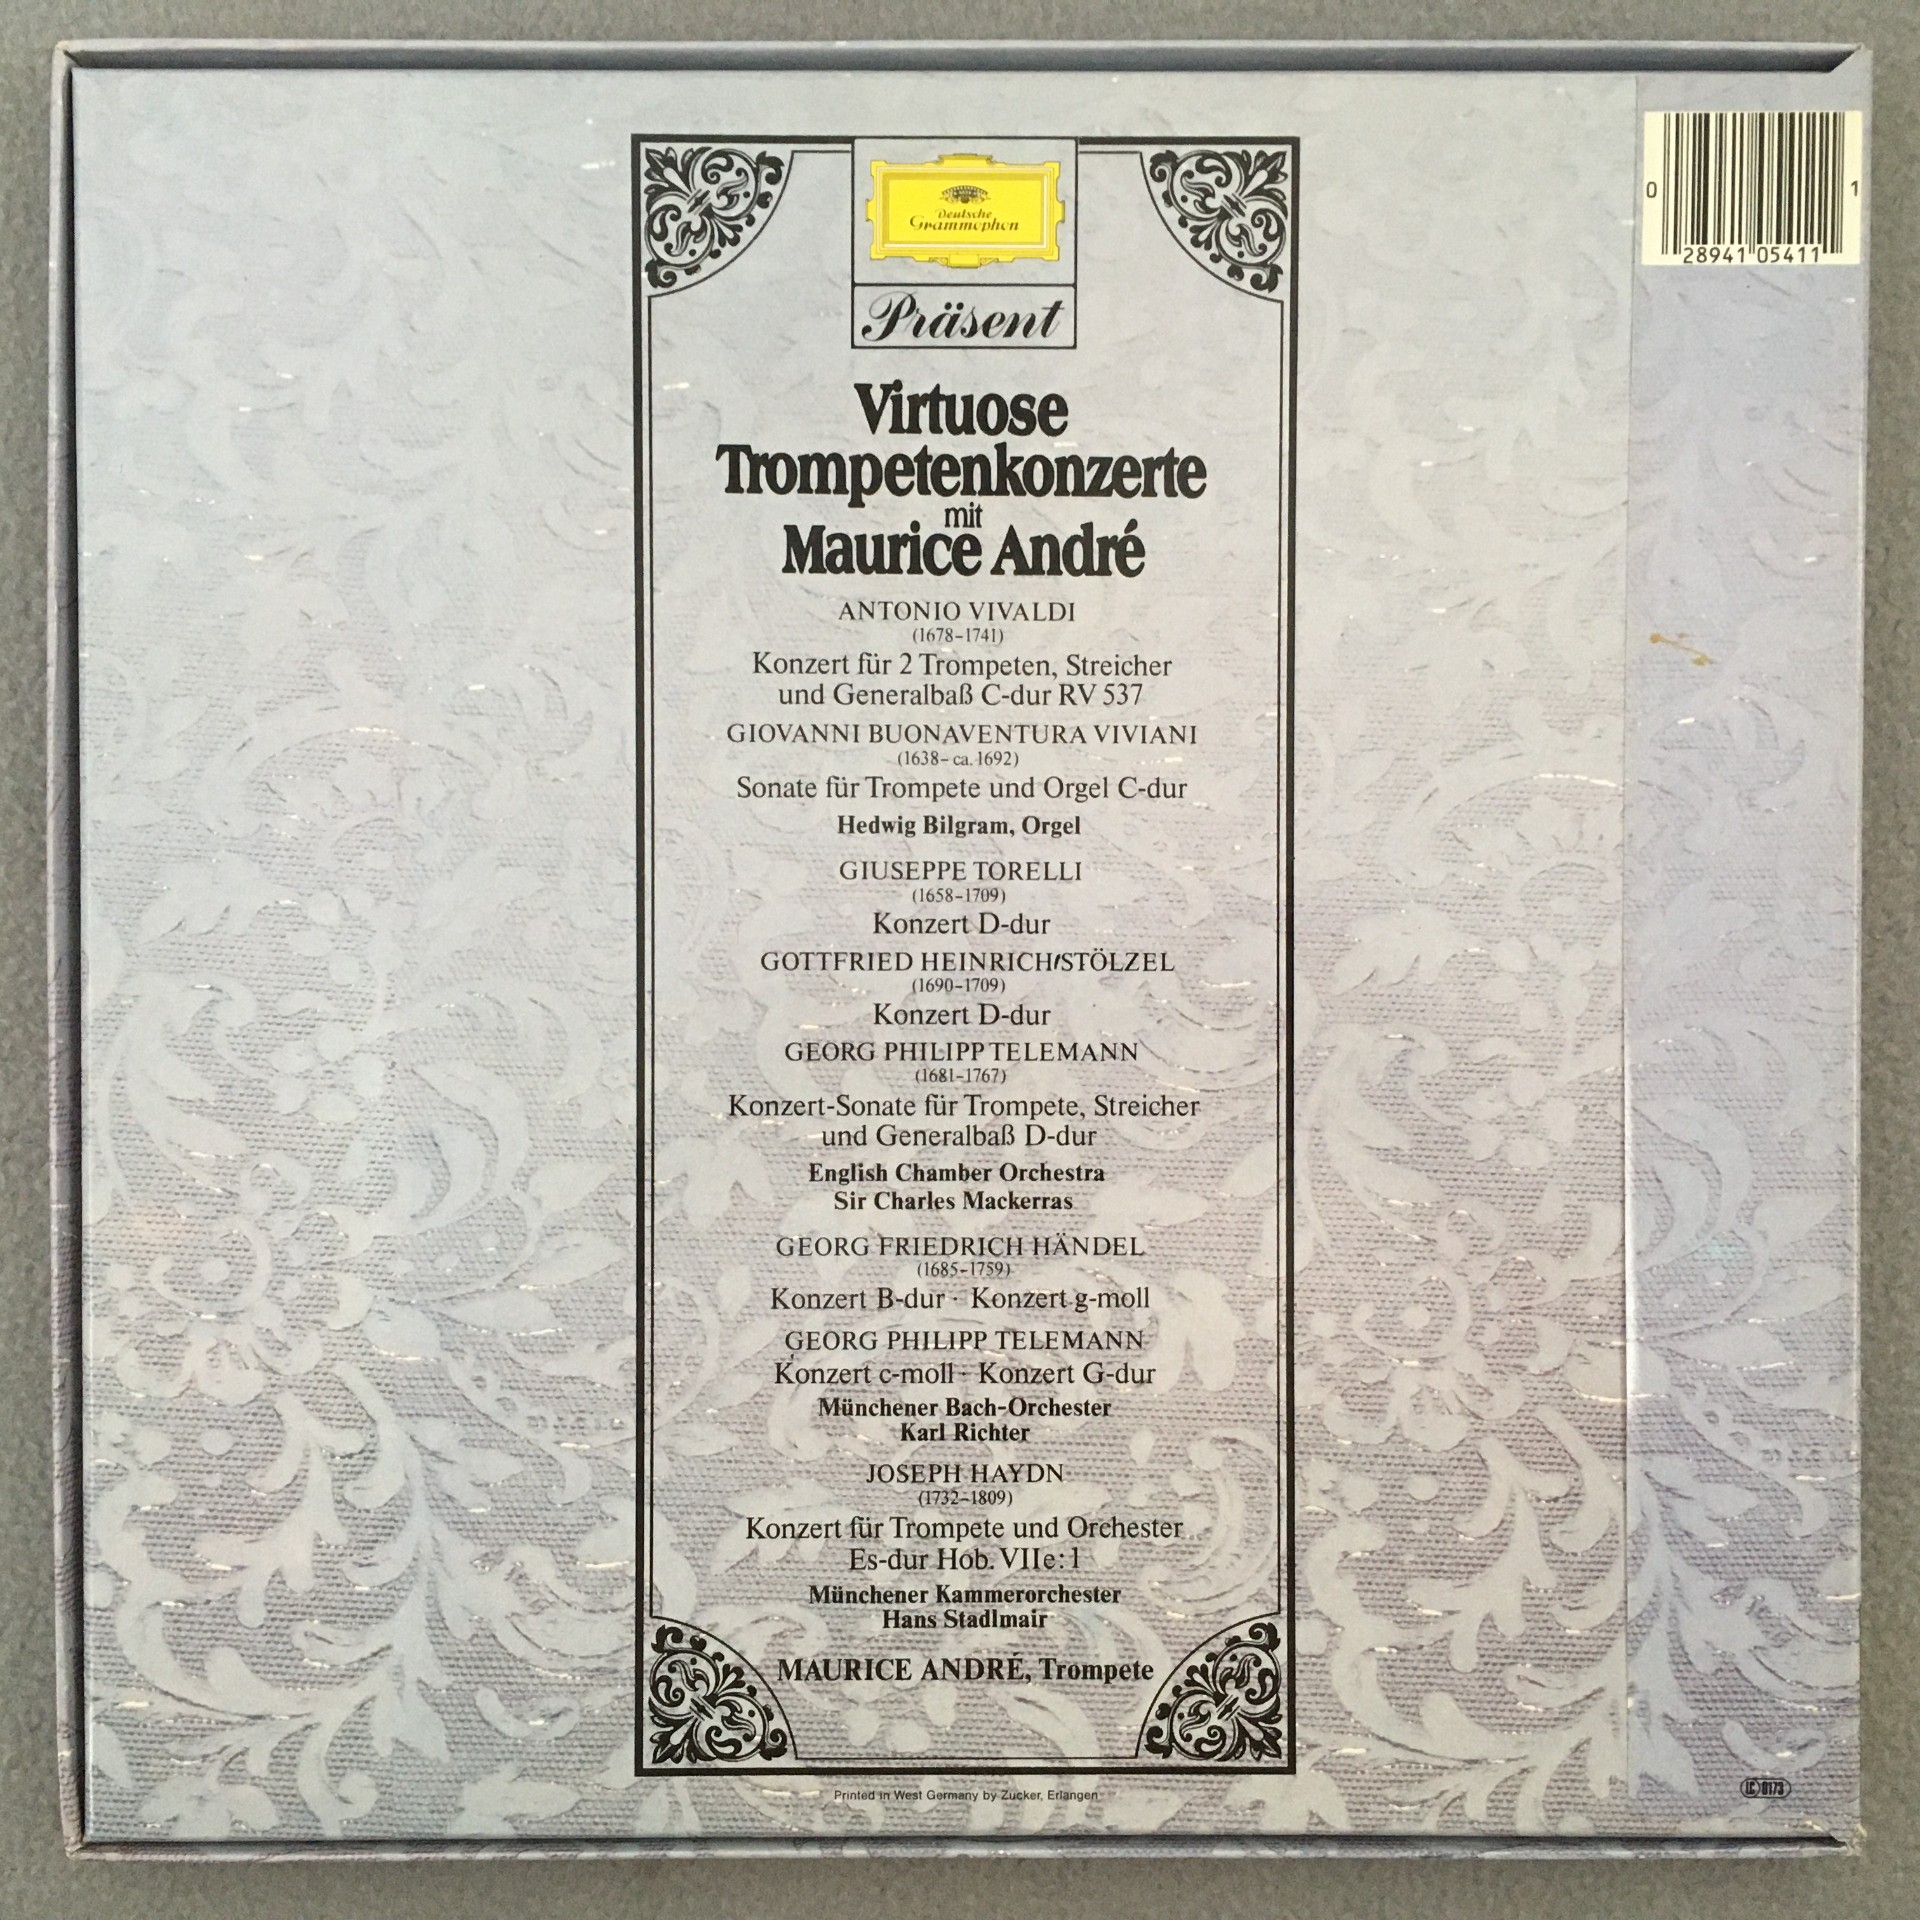 Deutsche
Grammophon
Präsent
Virtuose
Trompetenkonzerte
mit
Maurice André
ANTONIO VIVALDI
(1678–1741)
Konzert für 2 Trompeten, Streicher
und Generalbaß C-dur RV 537
GIOVANNI BUONAVENTURA VIVIANI
(1638– ca. 1692)
Sonate für Trompete und Orgel C-dur
Hedwig Bilgram, Orgel
GIUSEPPE TORELLI
(1658–1709)
Konzert D-dur
GOTTFRIED HEINRICH STÖLZEL
(1690–1709)
Konzert D-dur
GEORG PHILIPP TELEMANN
(1681–1767)
Konzert-Sonate für Trompete, Streicher
und Generalbaß D-dur
English Chamber Orchestra
Sir Charles Mackerras
GEORG FRIEDRICH HÄNDEL
(1685–1759)
Konzert B-dur · Konzert g-moll
GEORG PHILIPP TELEMANN
Konzert c-moll · Konzert G-dur
Münchener Bach-Orchester
Karl Richter
JOSEPH HAYDN
(1732–1809)
Konzert für Trompete und Orchester
Es-dur Hob. VIIe: 1
Münchener Kammerorchester
Hans Stadlmair
MAURICE ANDRÉ, Trompete
Printed in West Germany by Zucker, Erlangen
0 28941 05411 1
LC 0173